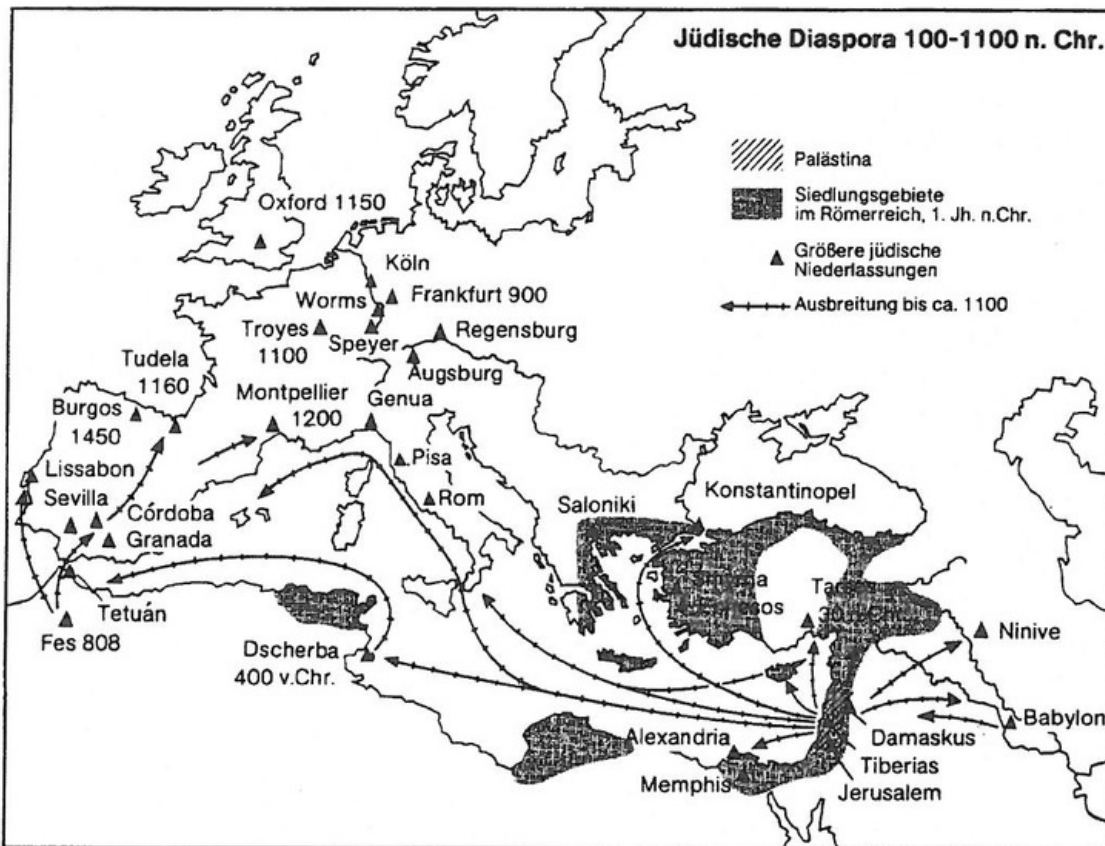 Jüdische Diaspora 100-1100 n. Chr.
Palästina
Siedlungsgebiete
im Römerreich, 1. Jh. n.Chr.
Größere jüdische
Niederlassungen
Ausbreitung bis ca. 1100
Oxford 1150
Köln
Worms
Frankfurt 900
Troyes
1100
Speyer
Regensburg
Augsburg
Tudela
1160
Montpellier
1200
Genua
Burgos
1450
Pisa
Lissabon
Sevilla
Rom
Córdoba
Granada
Saloniki
Konstantinopel
Tetuán
Fes 808
Dscherba
400 v.Chr.
Ninive
Babylon
Alexandria
Damaskus
Tiberias
Memphis
Jerusalem